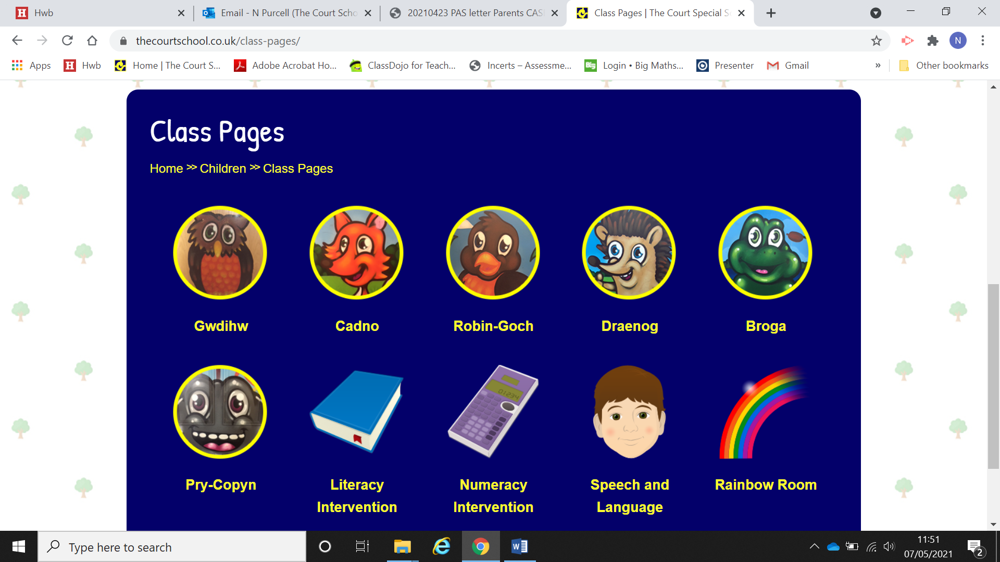 Hwb
Email - N Purcell (The Court Scho
20210423 PAS letter Parents CAS
Class Pages | The Court Special S
thecourtschool.co.uk/class-pages/
N
Apps
Hwb
Home | The Court S...
Adobe Acrobat Ho...
ClassDojo for Teach...
Incerts – Assessme...
Login • Big Maths...
Presenter
Gmail
»
Other bookmarks
Class Pages
Home >> Children >> Class Pages
Gwdihw
Cadno
Robin-Goch
Draenog
Broga
01234
Pry-Copyn
Literacy
Intervention
Numeracy
Intervention
Speech and
Language
Rainbow Room
Type here to search
11:51
07/05/2021
2